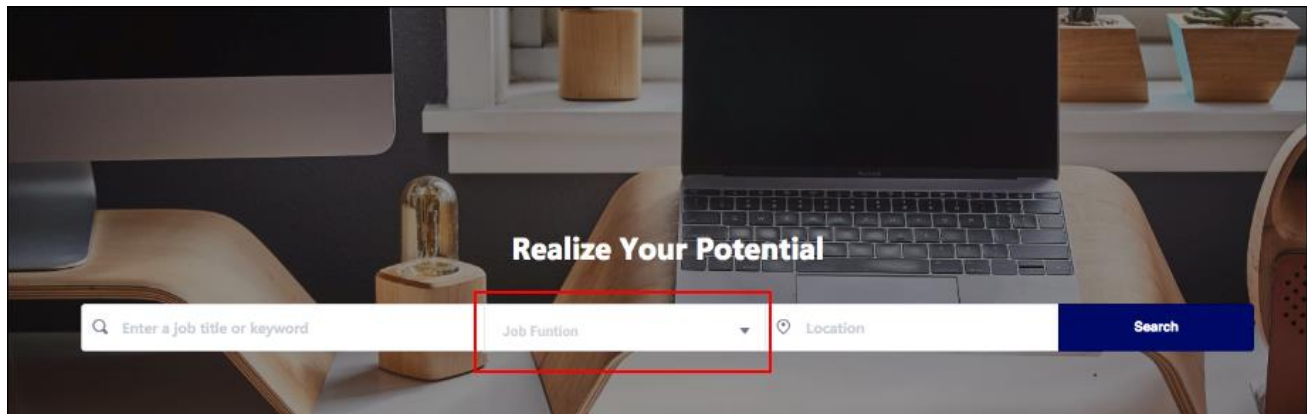 Realize Your Potential
Enter a job title or keyword
Job Funtion
Location
Search